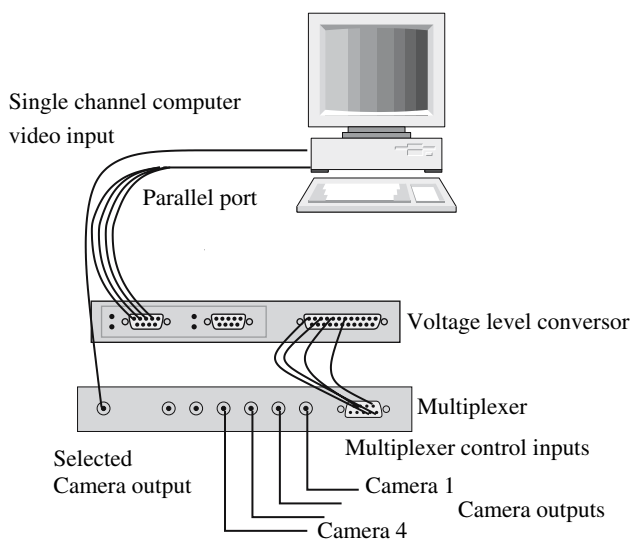 Single channel computer
video input
Parallel port
Voltage level conversor
Multiplexer
Multiplexer control inputs
Selected
Camera output
Camera 1
Camera outputs
Camera 4